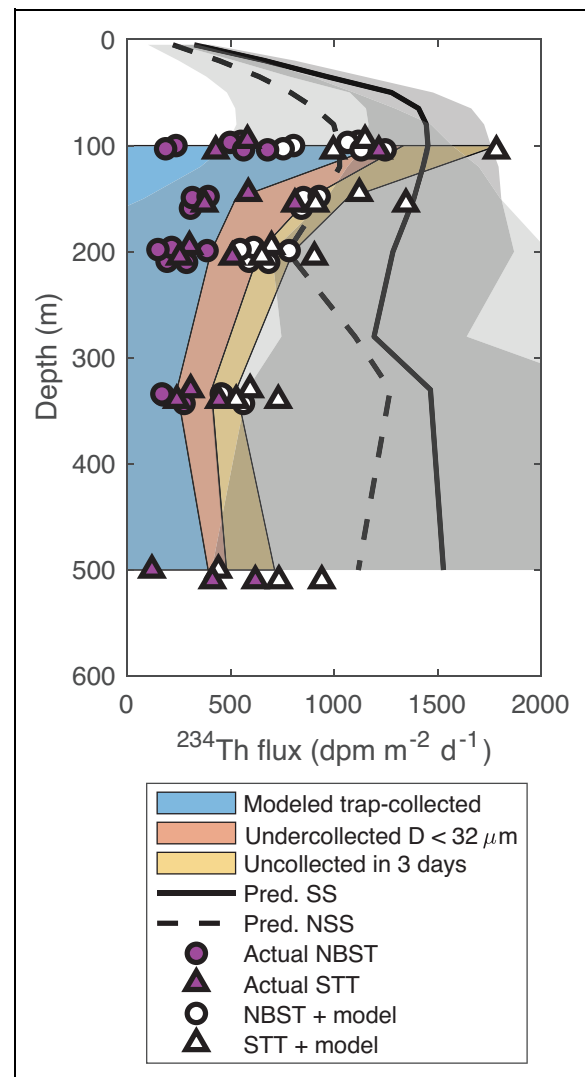 0
100
200
300
400
500
600
Depth (m)
0 500 1000 1500 2000
²³⁴Th flux (dpm m⁻² d⁻¹)
Modeled trap-collected
Undercollected D < 32 μm
Uncollected in 3 days
Pred. SS
Pred. NSS
Actual NBST
Actual STT
NBST + model
STT + model